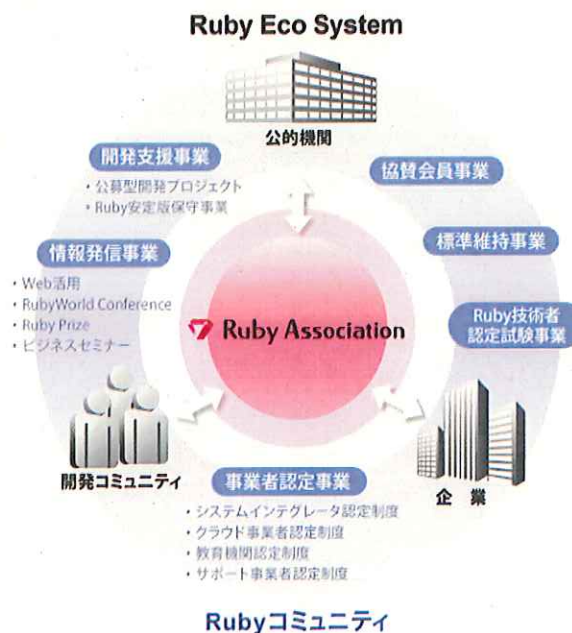 Ruby Eco System
公的機関
開発支援事業
・公募型開発プロジェクト
・Ruby安定版保守事業
協賛会員事業
情報発信事業
・Web活用
・RubyWorld Conference
・Ruby Prize
・ビジネスセミナー
標準維持事業
Ruby技術者
認定試験事業
Ruby Association
開発コミュニティ
企業
事業者認定事業
・システムインテグレータ認定制度
・クラウド事業者認定制度
・教育機関認定制度
・サポート事業者認定制度
Rubyコミュニティ